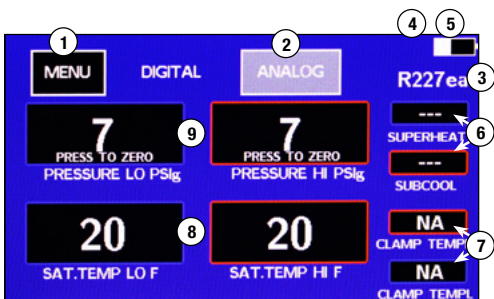 1
2
4
5
MENU
DIGITAL
ANALOG
R227ea
3
7
PRESS TO ZERO
PRESSURE LO PSIg
9
7
PRESS TO ZERO
PRESSURE HI PSIg
---
SUPERHEAT
6
---
SUBCOOL
20
SAT.TEMP LO F
8
20
SAT.TEMP HI F
NA
CLAMP TEMPL
7
NA
CLAMP TEMPL